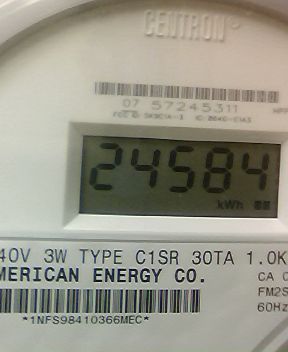 CENTRON®
07 57245311
24584
kWh
40V 3W TYPE C1SR 30TA 1.0K
MERICAN ENERGY CO.
CA
FM2S
60Hz
*1NFS98410366MEC*